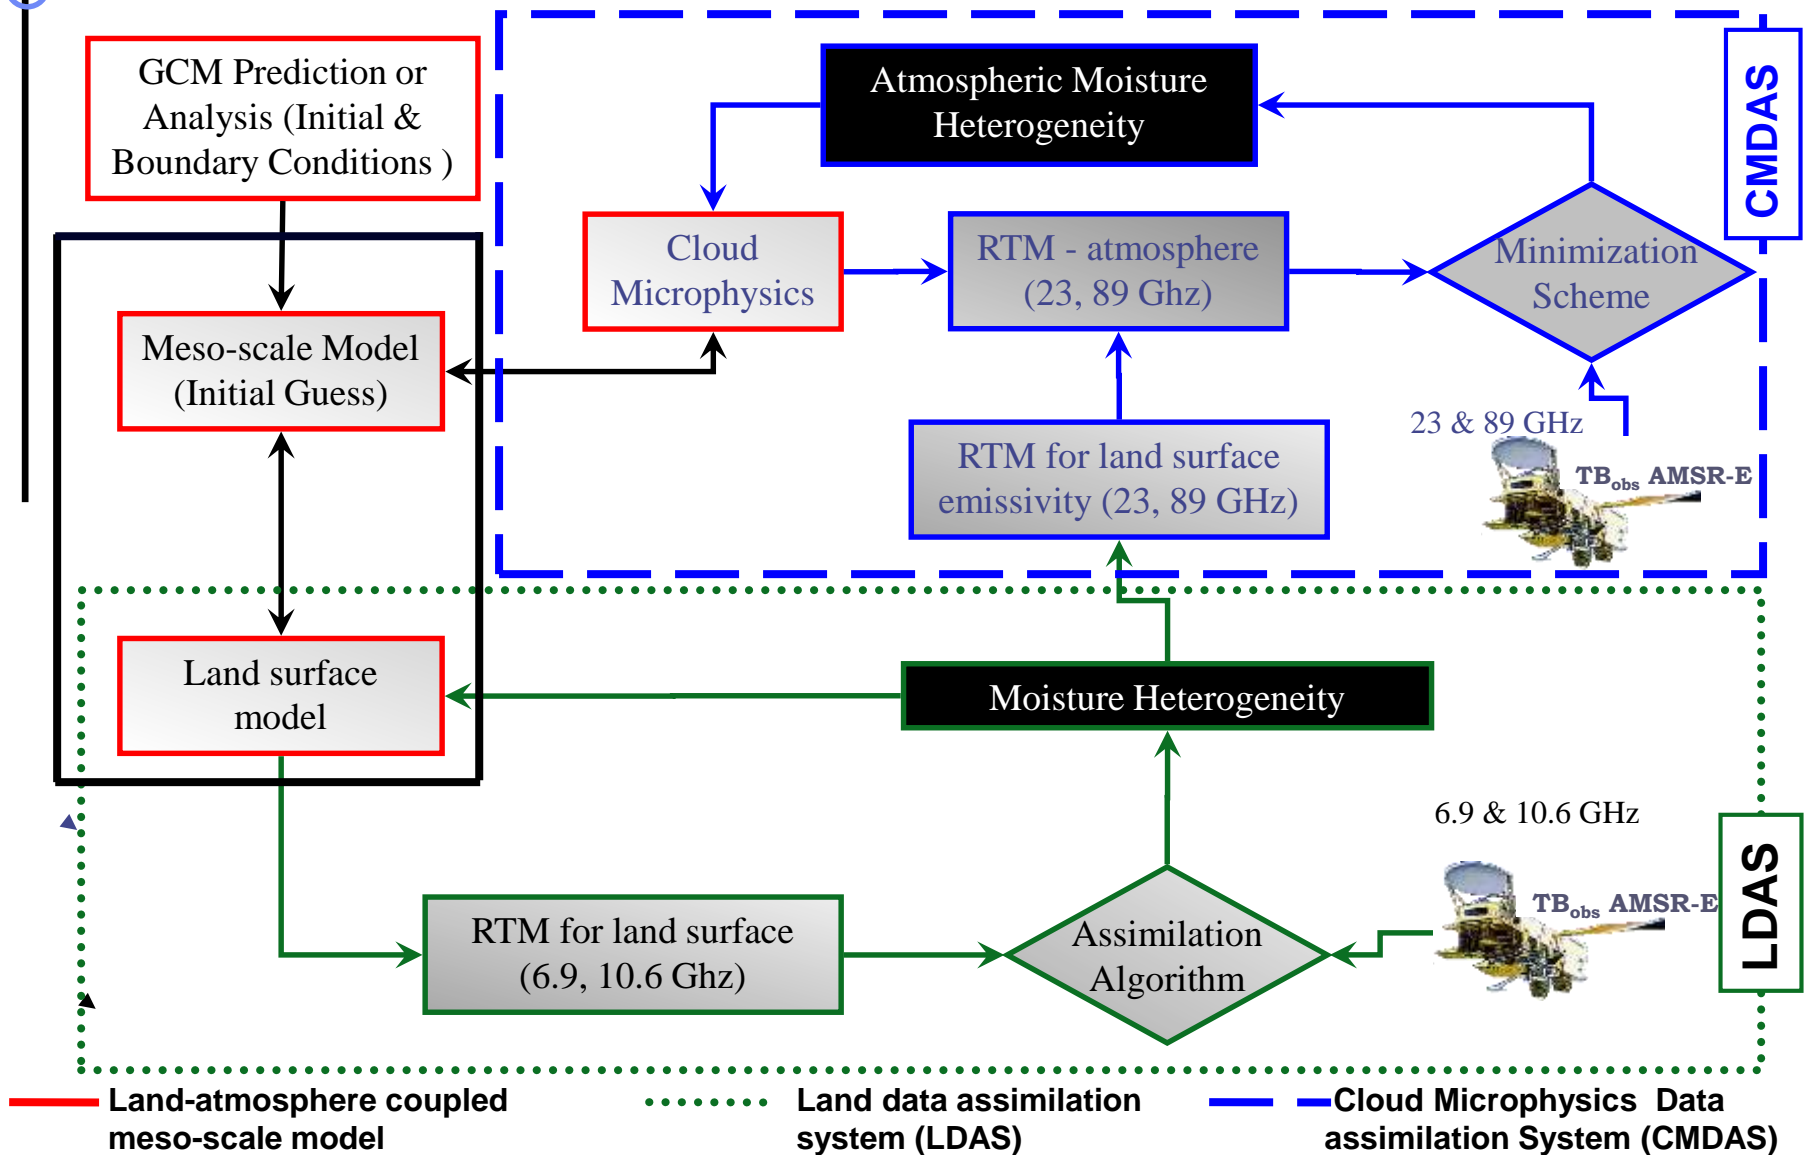 GCM Prediction or
Analysis (Initial &
Boundary Conditions )
Atmospheric Moisture
Heterogeneity
CMDAS
Cloud
Microphysics
RTM - atmosphere
(23, 89 Ghz)
Minimization
Scheme
Meso-scale Model
(Initial Guess)
23 & 89 GHz
TBobs AMSR-E
RTM for land surface
emissivity (23, 89 GHz)
Land surface
model
Moisture Heterogeneity
6.9 & 10.6 GHz
TBobs AMSR-E
LDAS
RTM for land surface
(6.9, 10.6 Ghz)
Assimilation
Algorithm
Land-atmosphere coupled
meso-scale model
Land data assimilation
system (LDAS)
Cloud Microphysics Data
assimilation System (CMDAS)